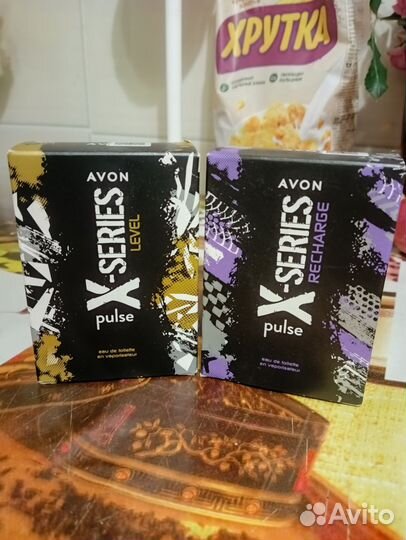 ХРУТКА
AVON
X-SERIES
LEVEL
pulse
eau de toilette
en vaporisateur
AVON
X-SERIES
RECHARGE
pulse
eau de toilette
en vaporisateur
Avito